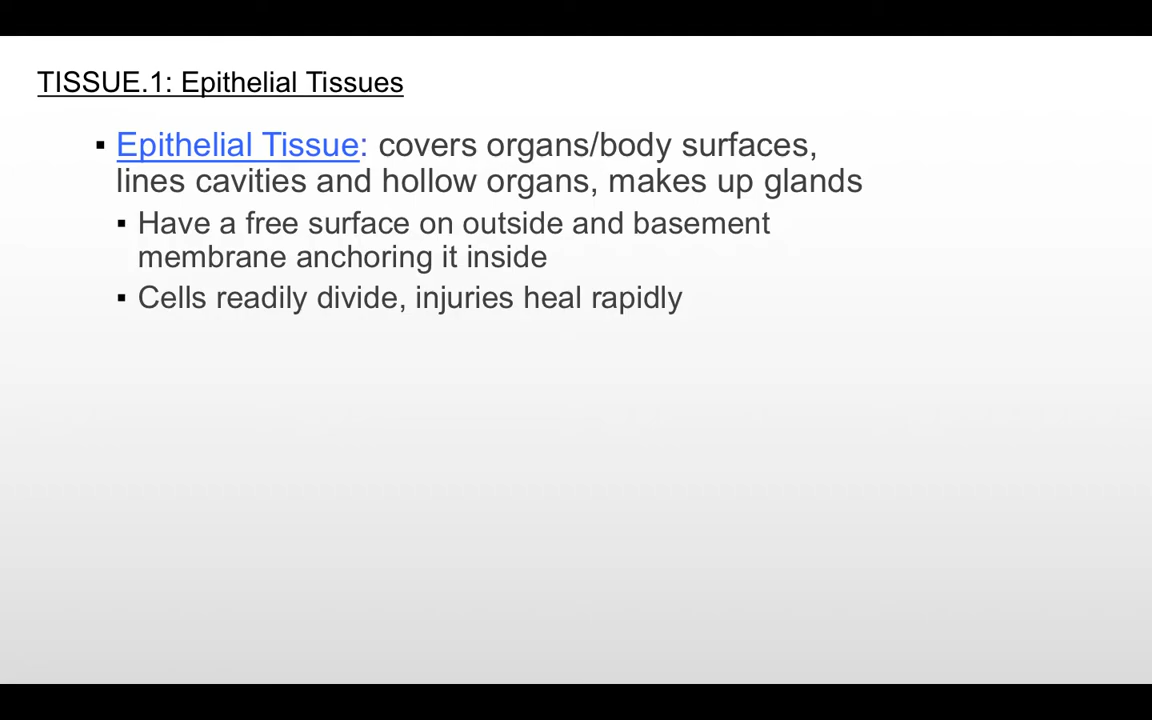 TISSUE.1: Epithelial Tissues
▪ Epithelial Tissue: covers organs/body surfaces,
lines cavities and hollow organs, makes up glands
▪ Have a free surface on outside and basement
membrane anchoring it inside
▪ Cells readily divide, injuries heal rapidly